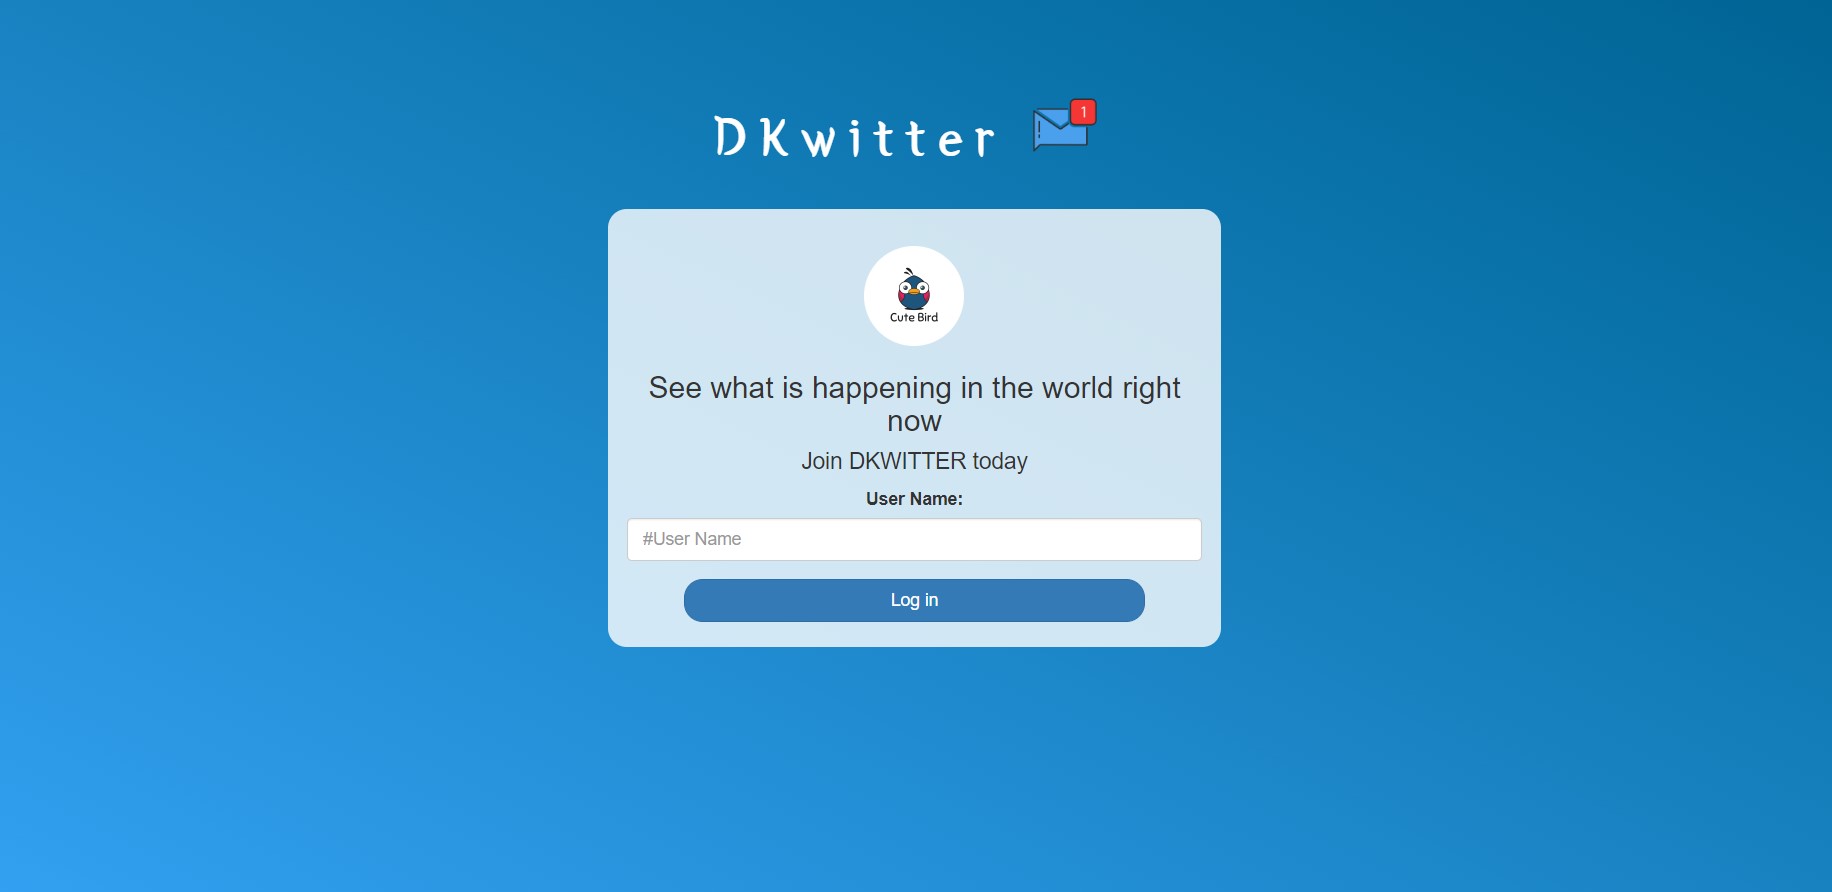 DKwitter
1
Cute Bird
See what is happening in the world right
now
Join DKWITTER today
User Name:
#User Name
Log in